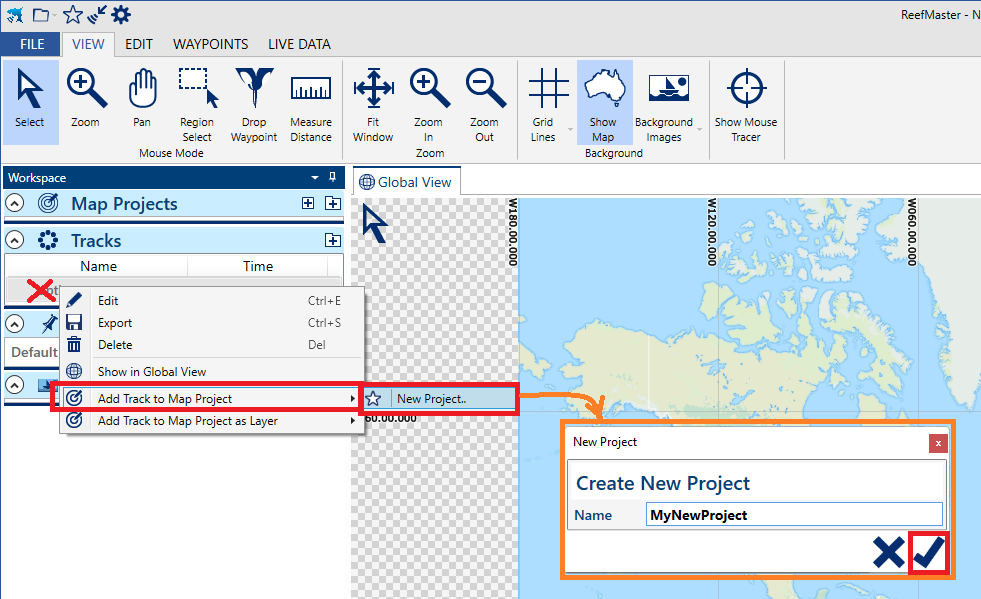 ReefMaster - N
FILE VIEW EDIT WAYPOINTS LIVE DATA
Select
Zoom
Pan
Region
Select
Drop
Waypoint
Measure
Distance
Mouse Mode
Fit
Window
Zoom
In
Zoom
Out
Zoom
Grid
Lines
Show
Map
Background
Images
Background
Show Mouse
Tracer
Workspace
Map Projects
Tracks
Name Time
Default
Edit Ctrl+E
Export Ctrl+S
Delete Del
Show in Global View
Add Track to Map Project
Add Track to Map Project as Layer
New Project..
Global View
W180.00.000
W120.00.000
W060.00.000
60.00.000
New Project
x
Create New Project
Name MyNewProject